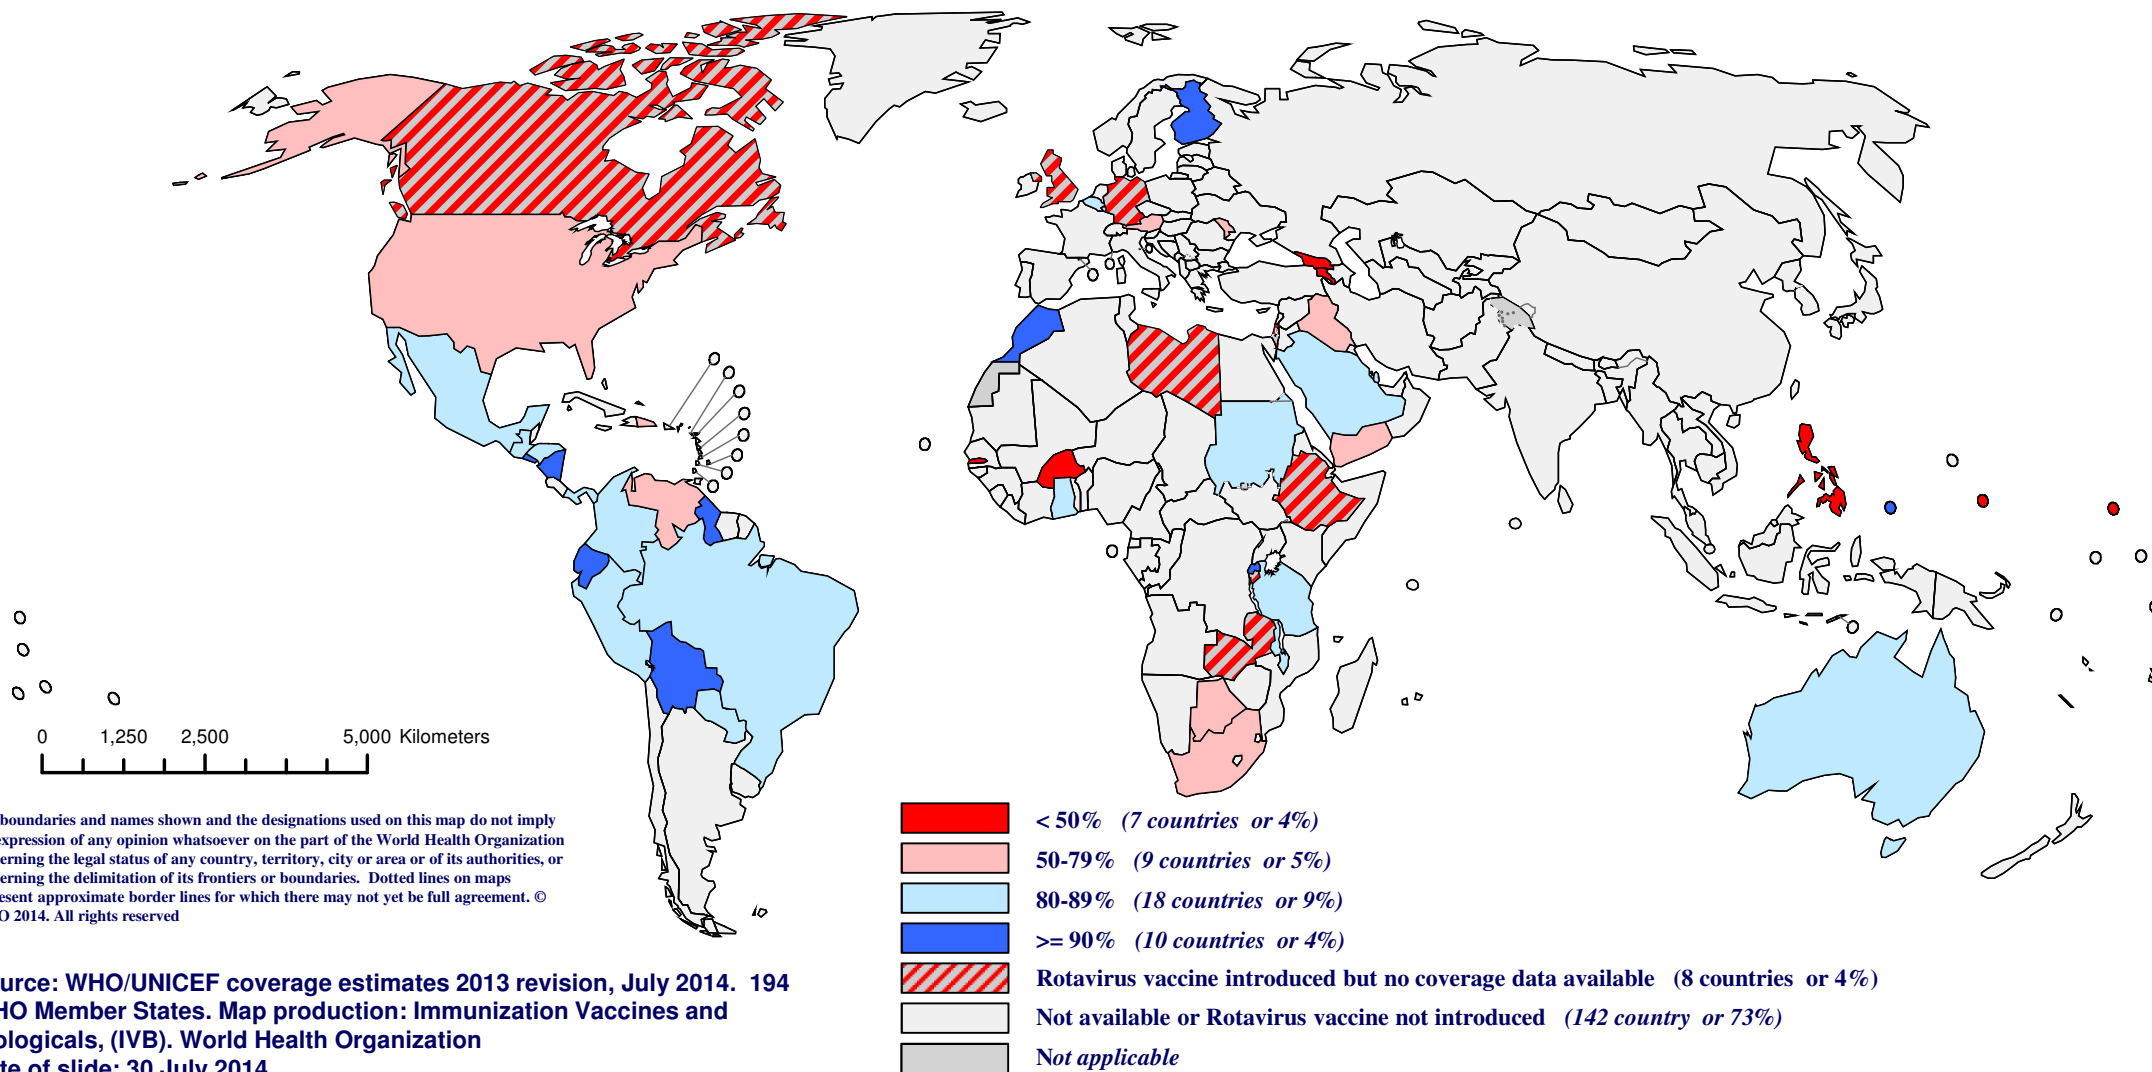 0 1,250 2,500 5,000 Kilometers
boundaries and names shown and the designations used on this map do not imply
expression of any opinion whatsoever on the part of the World Health Organization
erning the legal status of any country, territory, city or area or of its authorities, or
erning the delimitation of its frontiers or boundaries. Dotted lines on maps
esent approximate border lines for which there may not yet be full agreement. ©
O 2014. All rights reserved
urce: WHO/UNICEF coverage estimates 2013 revision, July 2014. 194
HO Member States. Map production: Immunization Vaccines and
ologicals, (IVB). World Health Organization
te of slide: 30 July 2014
< 50% (7 countries or 4%)
50-79% (9 countries or 5%)
80-89% (18 countries or 9%)
>= 90% (10 countries or 4%)
Rotavirus vaccine introduced but no coverage data available (8 countries or 4%)
Not available or Rotavirus vaccine not introduced (142 country or 73%)
Not applicable